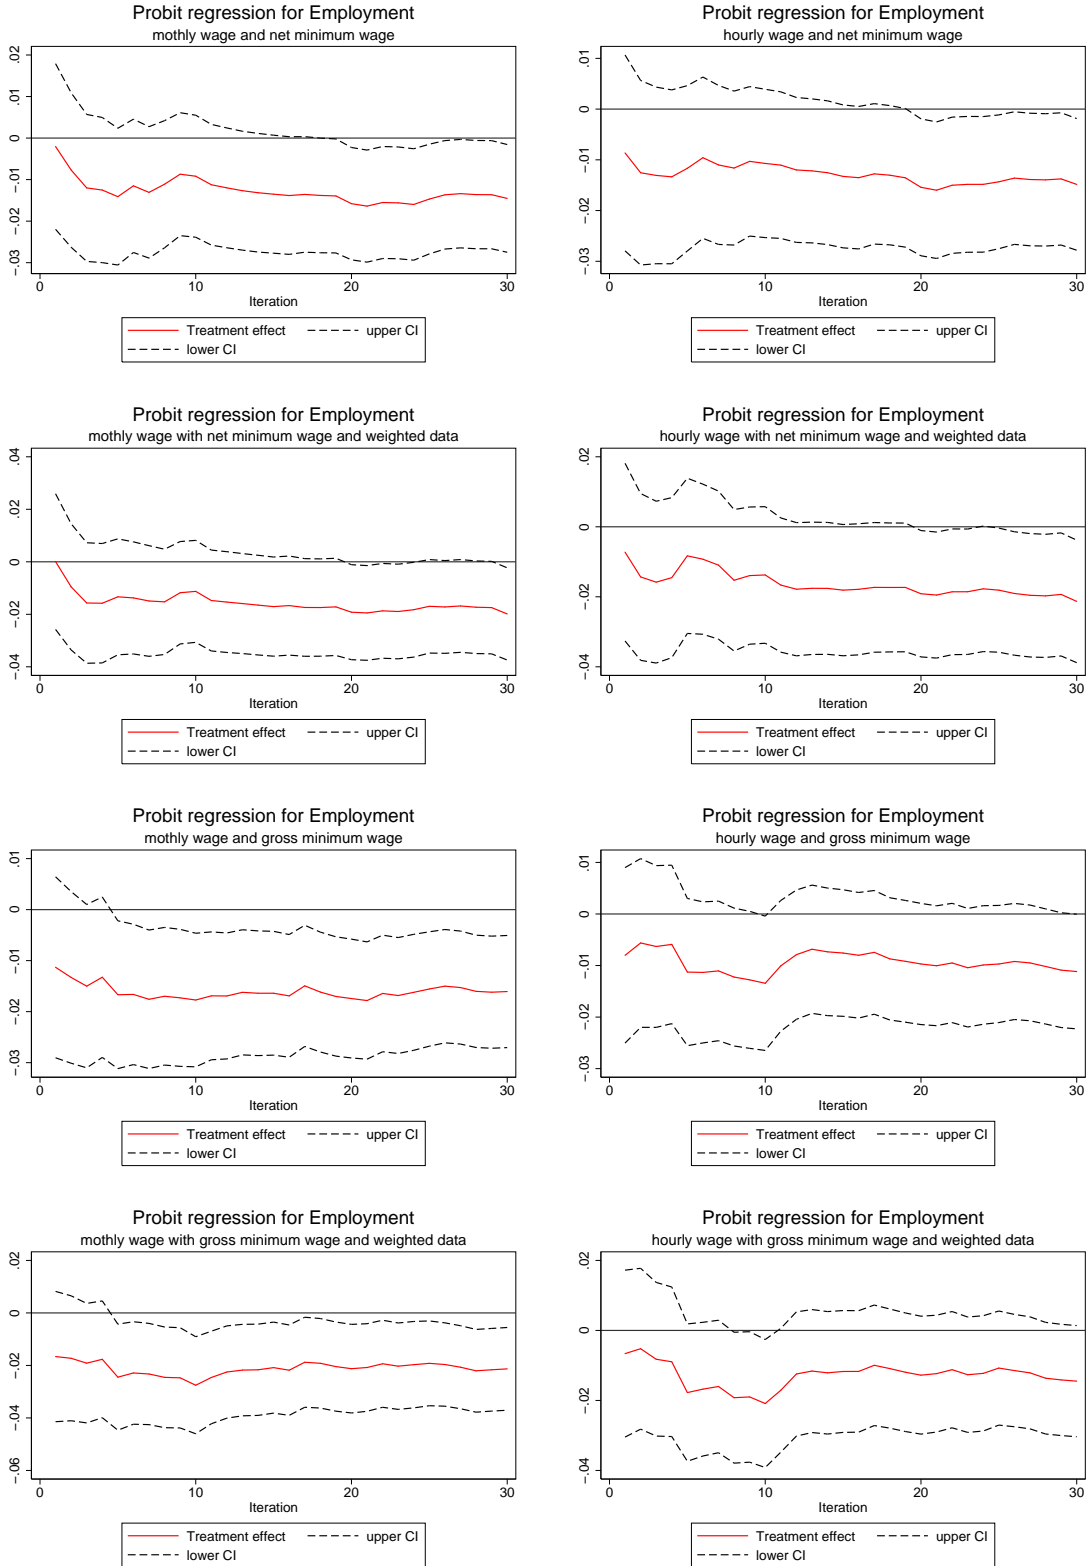 Probit regression for Employment
mothly wage and net minimum wage
.02
.01
0
-.01
-.02
-.03
0 10 20 30
Iteration
Treatment effect upper CI
lower CI
Probit regression for Employment
hourly wage and net minimum wage
.01
0
-.01
-.02
-.03
0 10 20 30
Iteration
Treatment effect upper CI
lower CI
Probit regression for Employment
mothly wage with net minimum wage and weighted data
.04
.02
0
-.02
-.04
0 10 20 30
Iteration
Treatment effect upper CI
lower CI
Probit regression for Employment
hourly wage with net minimum wage and weighted data
.02
0
-.02
-.04
0 10 20 30
Iteration
Treatment effect upper CI
lower CI
Probit regression for Employment
mothly wage and gross minimum wage
.01
0
-.01
-.02
-.03
0 10 20 30
Iteration
Treatment effect upper CI
lower CI
Probit regression for Employment
hourly wage and gross minimum wage
.01
0
-.01
-.02
-.03
0 10 20 30
Iteration
Treatment effect upper CI
lower CI
Probit regression for Employment
mothly wage with gross minimum wage and weighted data
.02
0
-.02
-.04
-.06
0 10 20 30
Iteration
Treatment effect upper CI
lower CI
Probit regression for Employment
hourly wage with gross minimum wage and weighted data
.02
0
-.02
-.04
0 10 20 30
Iteration
Treatment effect upper CI
lower CI